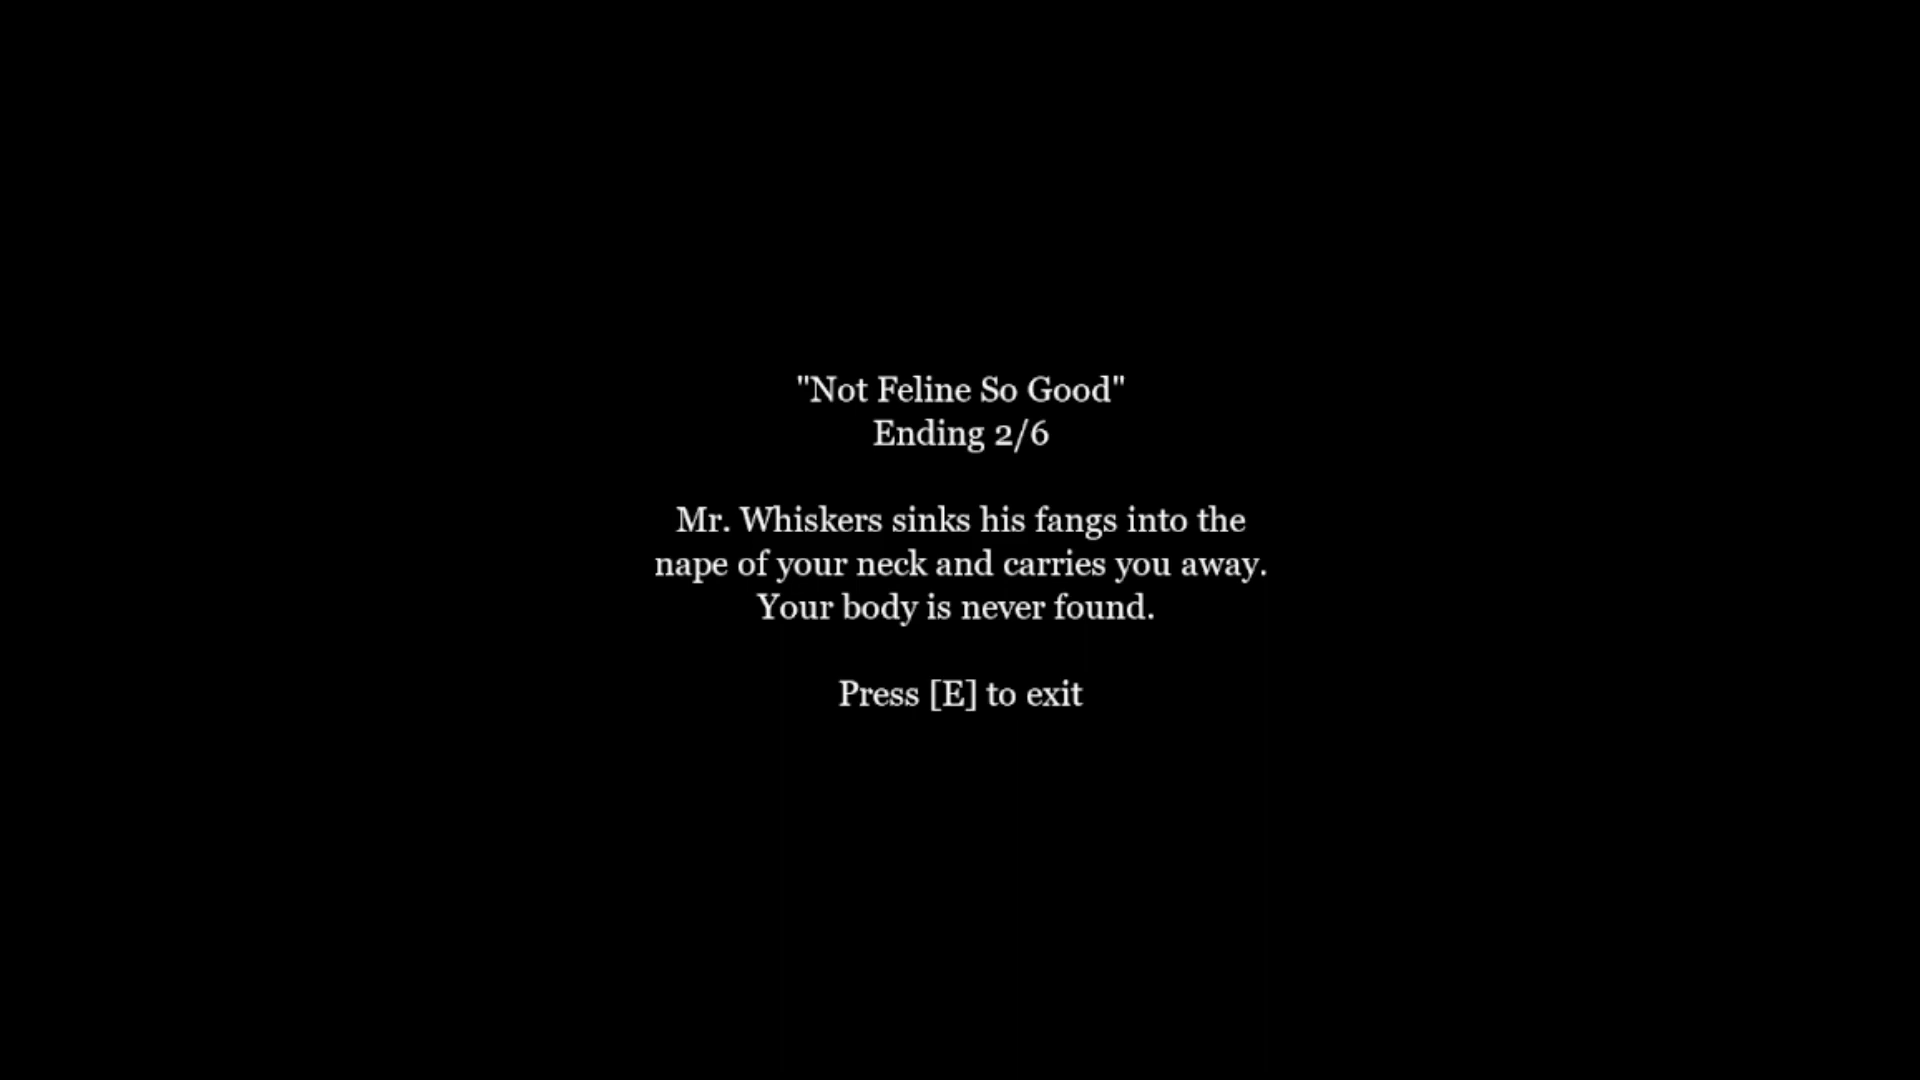 "Not Feline So Good"
Ending 2/6
Mr. Whiskers sinks his fangs into the
nape of your neck and carries you away.
Your body is never found.
Press [E] to exit